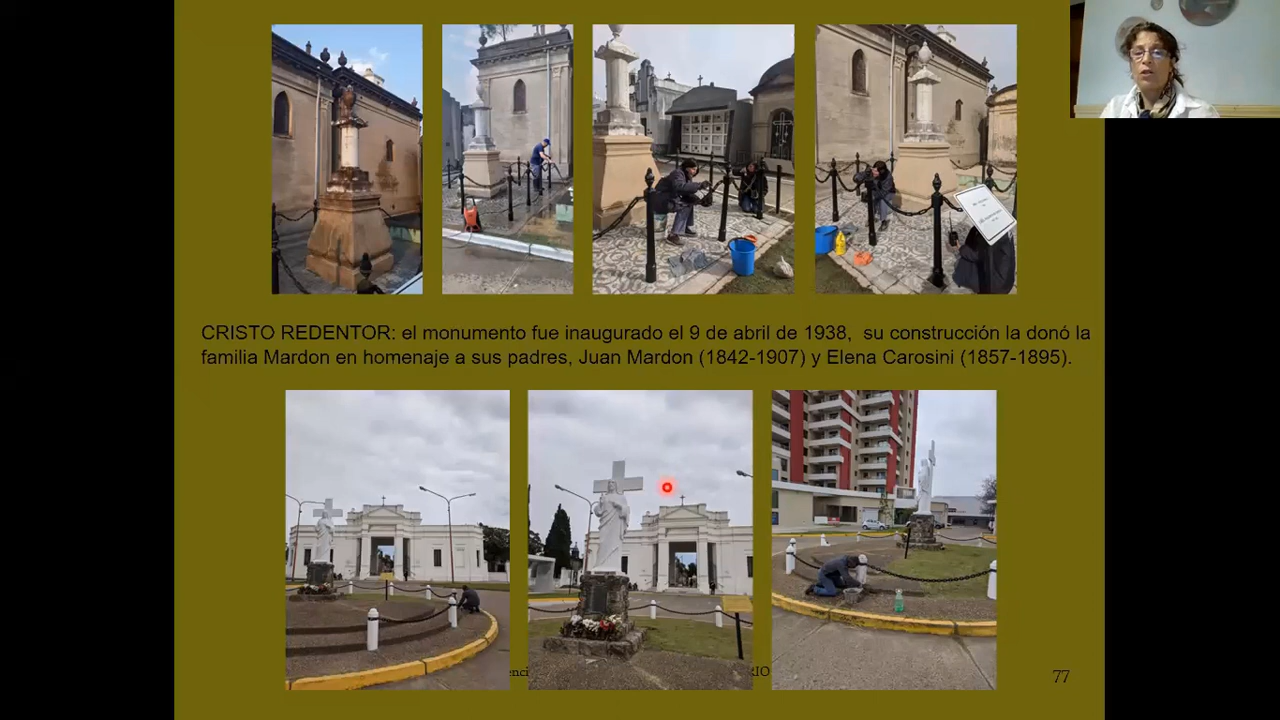 CRISTO REDENTOR: el monumento fue inaugurado el 9 de abril de 1938, su construcción la donó la
familia Mardon en homenaje a sus padres, Juan Mardon (1842-1907) y Elena Carosini (1857-1895).
77